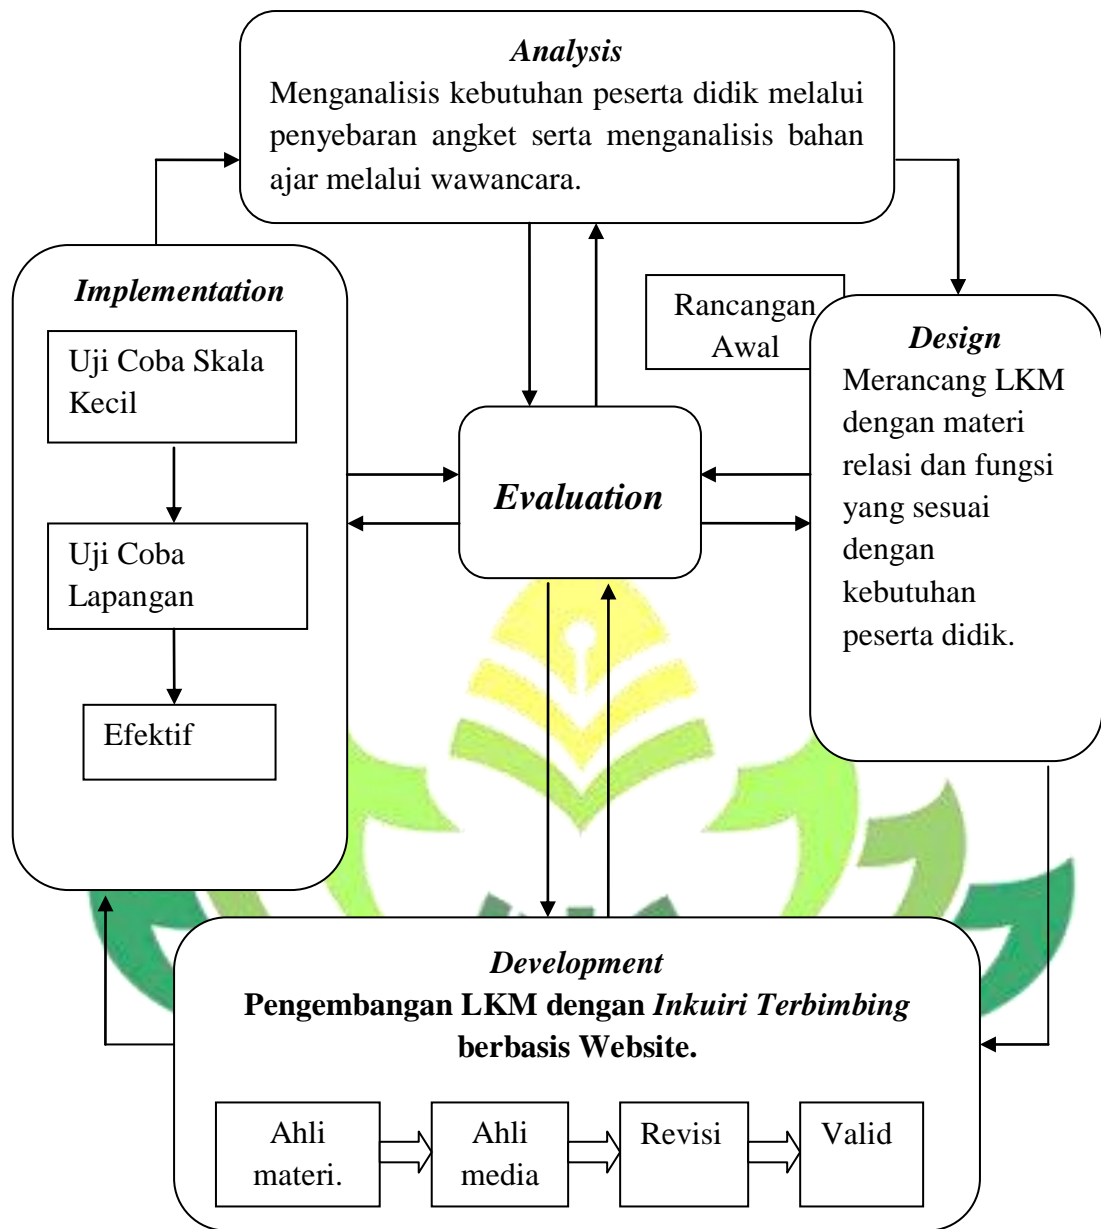 Analysis
Menganalisis kebutuhan peserta didik melalui
penyebaran angket serta menganalisis bahan
ajar melalui wawancara.
Implementation
Uji Coba Skala
Kecil
Uji Coba
Lapangan
Efektif
Rancangan
Awal
Design
Merancang LKM
dengan materi
relasi dan fungsi
yang sesuai
dengan
kebutuhan
peserta didik.
Evaluation
Development
Pengembangan LKM dengan Inkuiri Terbimbing
berbasis Website.
Ahli
materi.
Ahli
media
Revisi
Valid